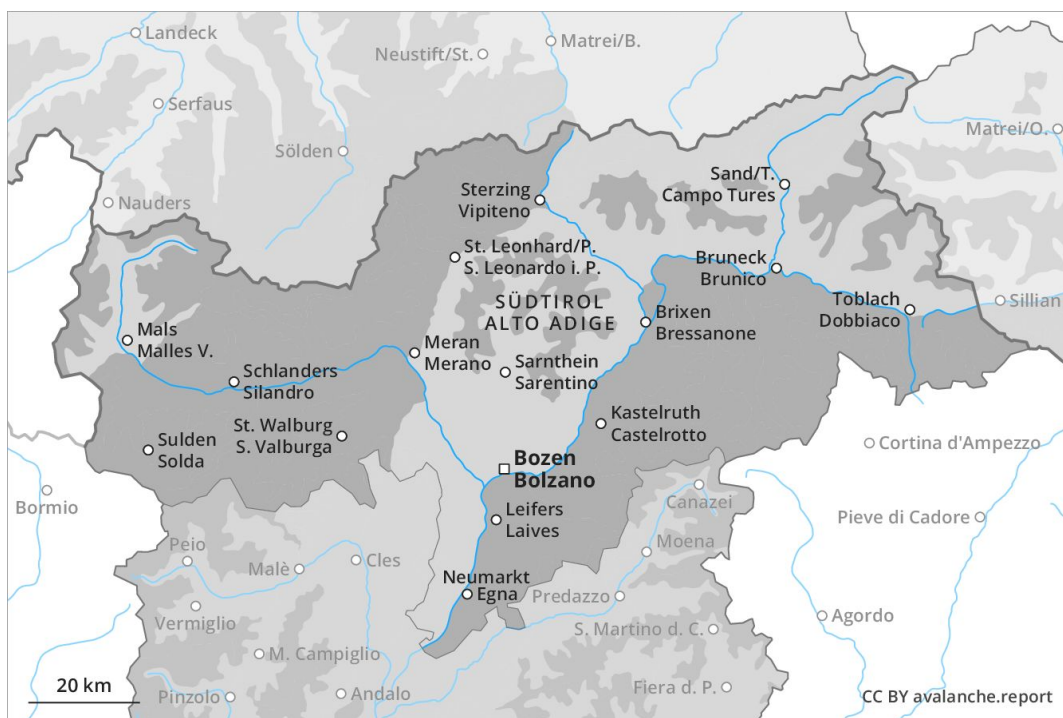 Landeck
Neustift/St.
Matrei/B.
Serfaus
Matrei/O.
Sölden
Sand/T.
Campo Tures
Sterzing
Vipiteno
Nauders
St. Leonhard/P.
S. Leonardo i. P.
Bruneck
Brunico
SÜDTIROL
ALTO ADIGE
Toblach
Dobbiaco
Sillian
Brixen
Bressanone
Mals
Malles V.
Meran
Merano
Sarnthein
Sarentino
Schlanders
Silandro
Kastelruth
Castelrotto
St. Walburg
S. Valburga
Sulden
Solda
Cortina d'Ampezzo
Bozen
Bolzano
Bormio
Canazei
Leifers
Laives
Pieve di Cadore
Peio
Cles
Moena
Malè
Neumarkt
Egna
Predazzo
Vermiglio
Agordo
S. Martino d. C.
M. Campiglio
20 km
Pinzolo
Andalo
Fiera d. P.
CC BY avalanche.report